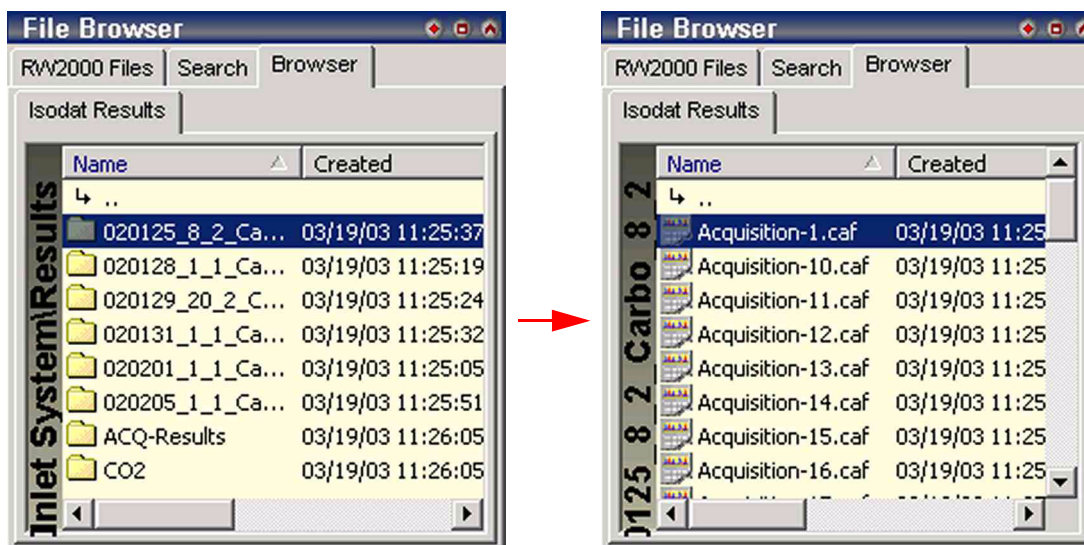 File Browser
RW2000 Files Search Browser
Isodat Results
Inlet System\Results
Name Created
..
020125_8_2_Ca... 03/19/03 11:25:37
020128_1_1_Ca... 03/19/03 11:25:19
020129_20_2_C... 03/19/03 11:25:24
020131_1_1_Ca... 03/19/03 11:25:32
020201_1_1_Ca... 03/19/03 11:25:05
020205_1_1_Ca... 03/19/03 11:25:51
ACQ-Results 03/19/03 11:26:05
CO2 03/19/03 11:26:05
File Browser
RW2000 Files Search Browser
Isodat Results
0125 8 2 Carbo 8 2
Name Created
..
Acquisition-1.caf 03/19/03 11:25
Acquisition-10.caf 03/19/03 11:25
Acquisition-11.caf 03/19/03 11:25
Acquisition-12.caf 03/19/03 11:25
Acquisition-13.caf 03/19/03 11:25
Acquisition-14.caf 03/19/03 11:25
Acquisition-15.caf 03/19/03 11:25
Acquisition-16.caf 03/19/03 11:25